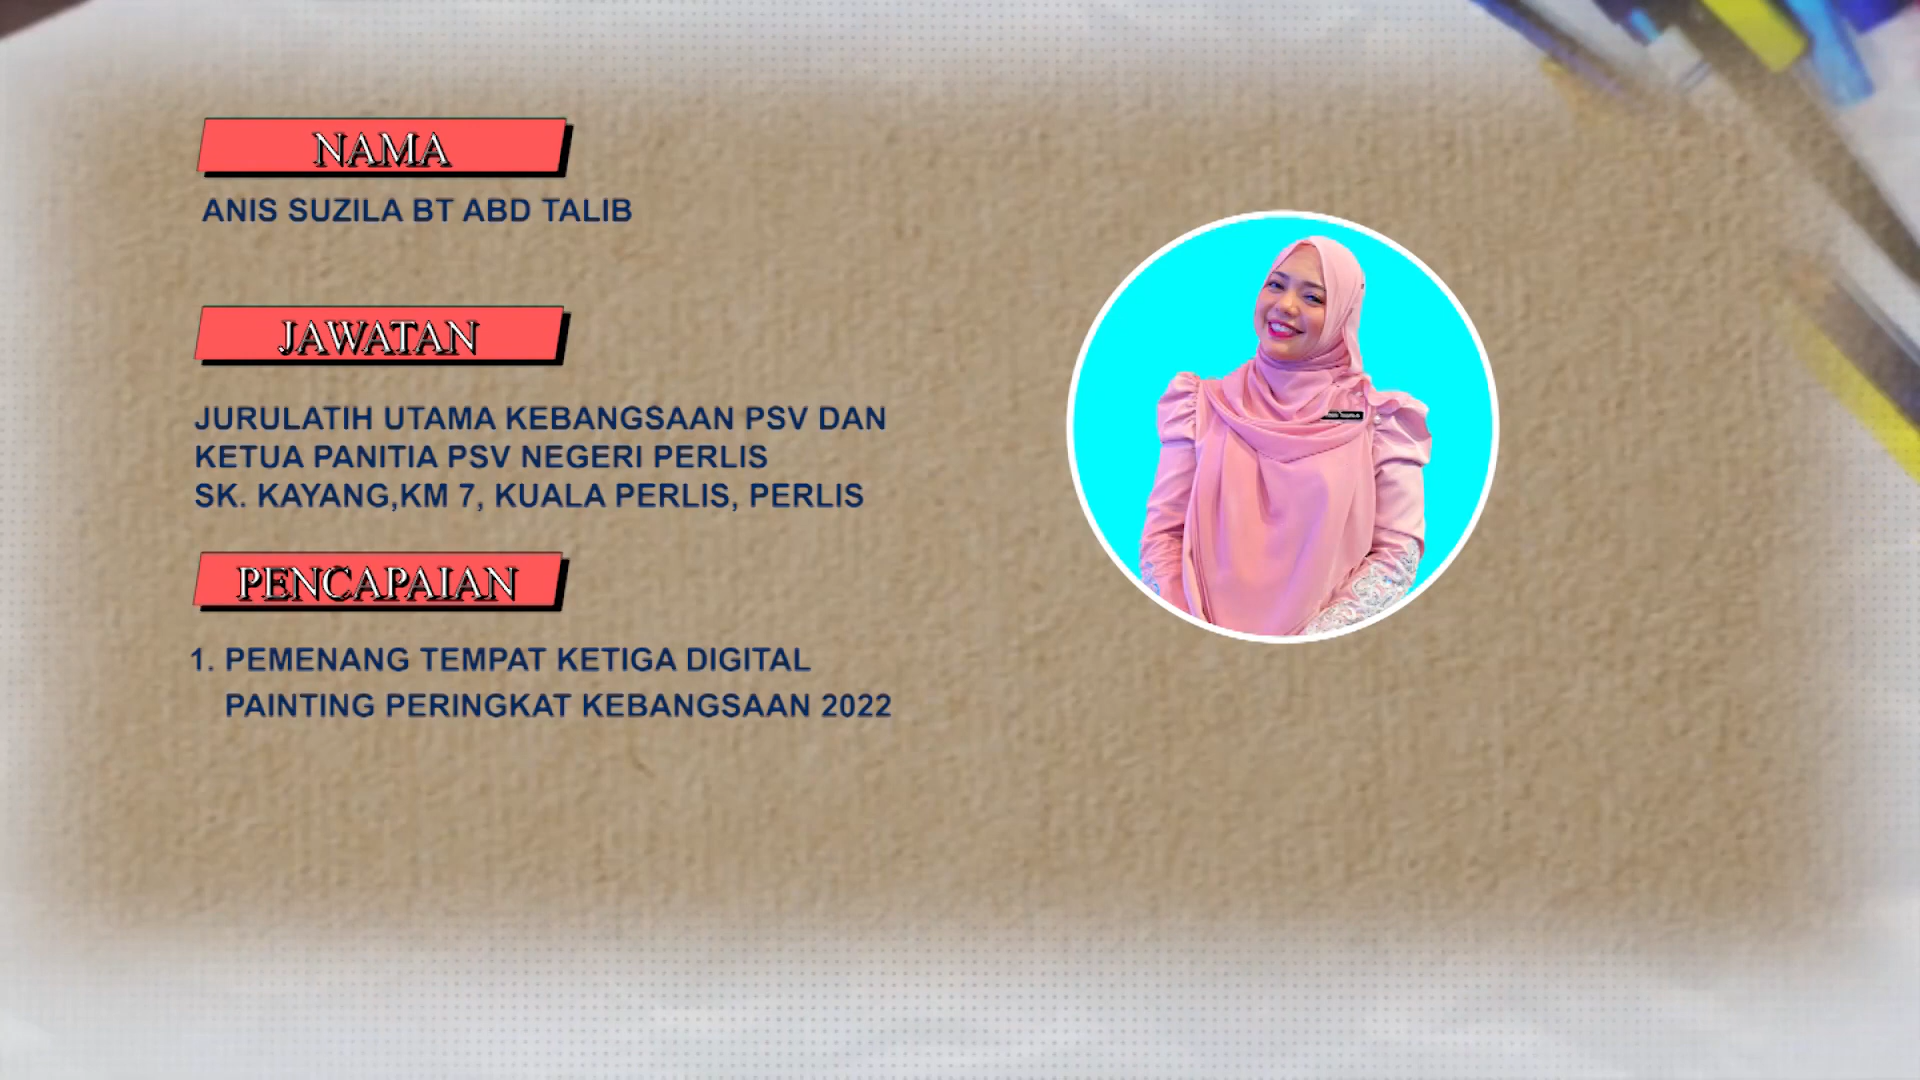 NAMA
ANIS SUZILA BT ABD TALIB
JAWATAN
JURULATIH UTAMA KEBANGSAAN PSV DAN
KETUA PANITIA PSV NEGERI PERLIS
SK. KAYANG,KM 7, KUALA PERLIS, PERLIS
PENCAPAIAN
1. PEMENANG TEMPAT KETIGA DIGITAL
PAINTING PERINGKAT KEBANGSAAN 2022